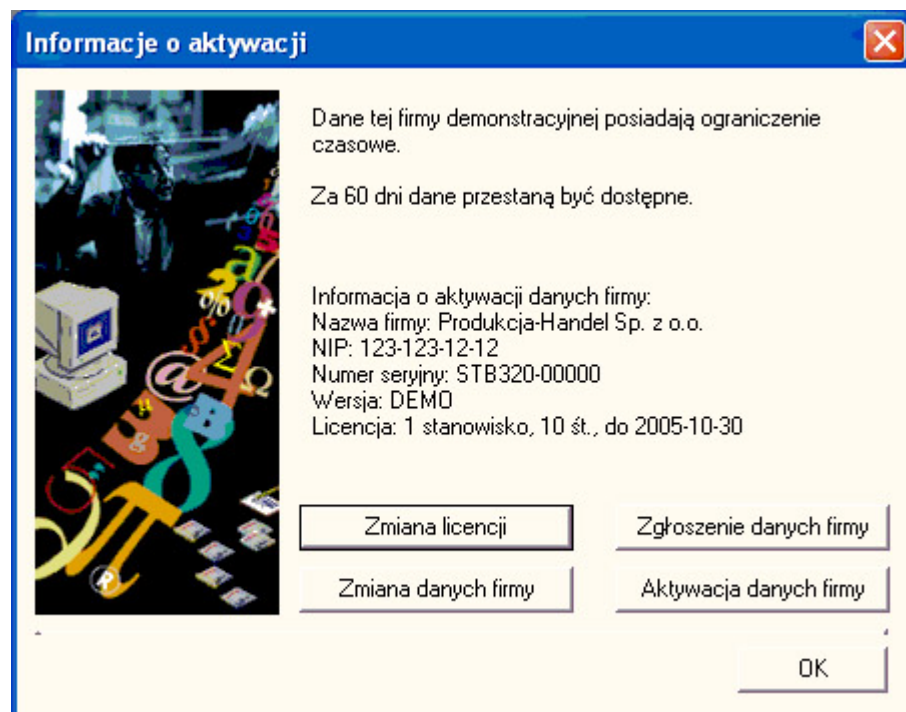 Informacje o aktywacji
Dane tej firmy demonstracyjnej posiadają ograniczenie
czasowe.
Za 60 dni dane przestaną być dostępne.
Informacja o aktywacji danych firmy:
Nazwa firmy: Produkcja-Handel Sp. z o.o.
NIP: 123-123-12-12
Numer seryjny: STB320-00000
Wersja: DEMO
Licencja: 1 stanowisko, 10 śt., do 2005-10-30
Zmiana licencji
Zgłoszenie danych firmy
Zmiana danych firmy
Aktywacja danych firmy
OK